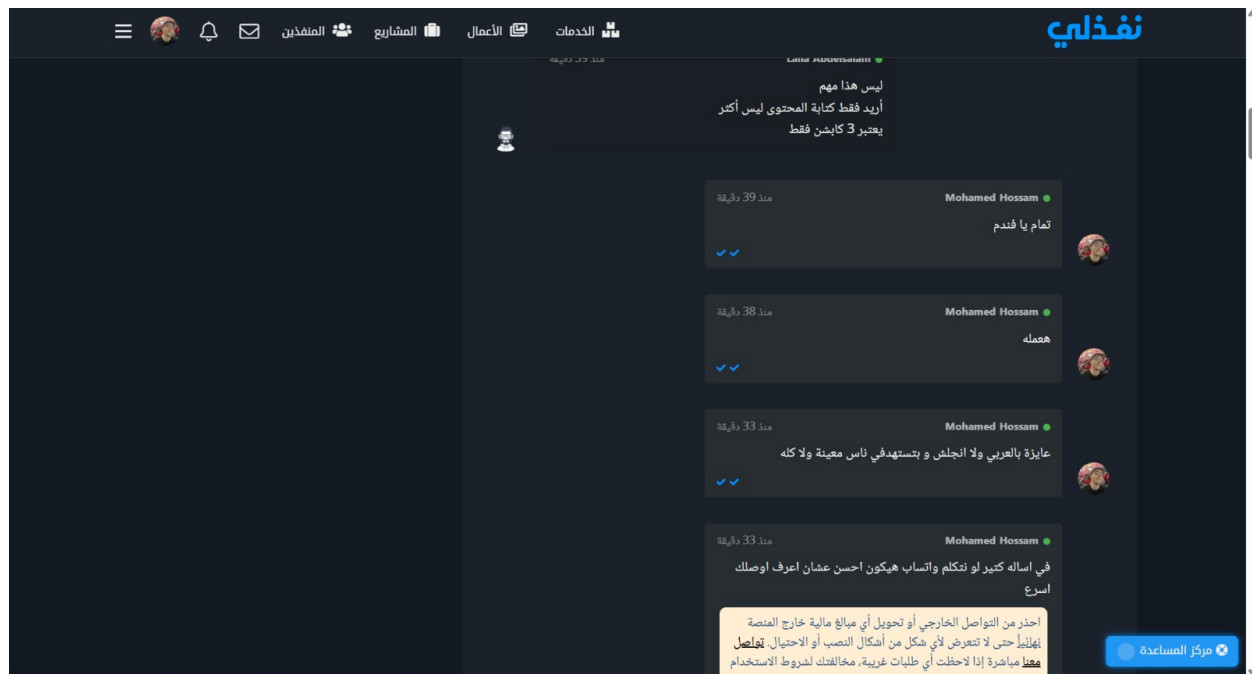 نفذلي
الخدمات
الأعمال
المشاريع
المنفذين
Laila Abdelsalam
منذ 39 دقيقة
ليس هذا مهم
أريد فقط كتابة المحتوى ليس أكثر
يعتبر 3 كابشن فقط
Mohamed Hossam
منذ 39 دقيقة
تمام يا فندم
Mohamed Hossam
منذ 38 دقيقة
هعمله
Mohamed Hossam
منذ 33 دقيقة
عايزة بالعربي ولا انجلش و بتستهدفي ناس معينة ولا كله
Mohamed Hossam
منذ 33 دقيقة
في اساله كتير لو نتكلم واتساب هيكون احسن عشان اعرف اوصلك
اسرع
احذر من التواصل الخارجي أو تحويل أي مبالغ مالية خارج المنصة
نهائياً حتى لا تتعرض لأي شكل من أشكال النصب أو الاحتيال. تواصل
معنا مباشرة إذا لاحظت أي طلبات غريبة، مخالفتك لشروط الاستخدام
مركز المساعدة